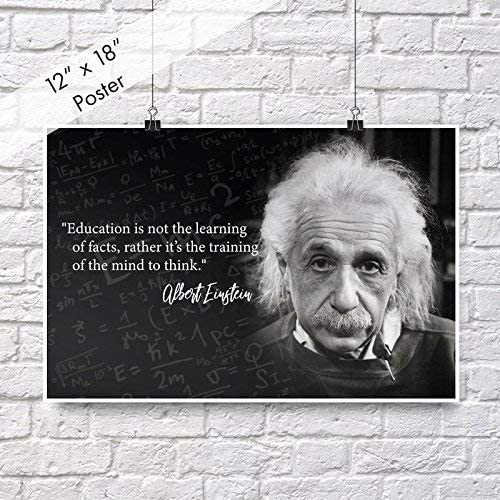 12" x 18"
Poster
"Education is not the learning
of facts, rather it's the training
of the mind to think."
Albert Einstein